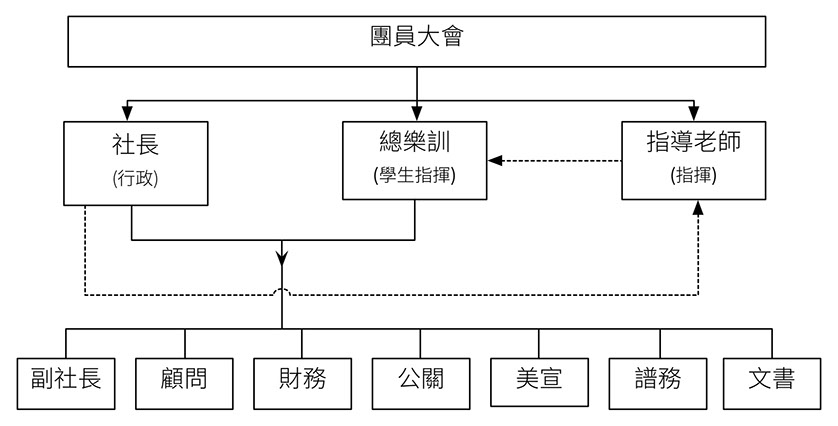 團員大會
社長
(行政)
總樂訓
(學生指揮)
指導老師
(指揮)
副社長
顧問
財務
公關
美宣
譜務
文書